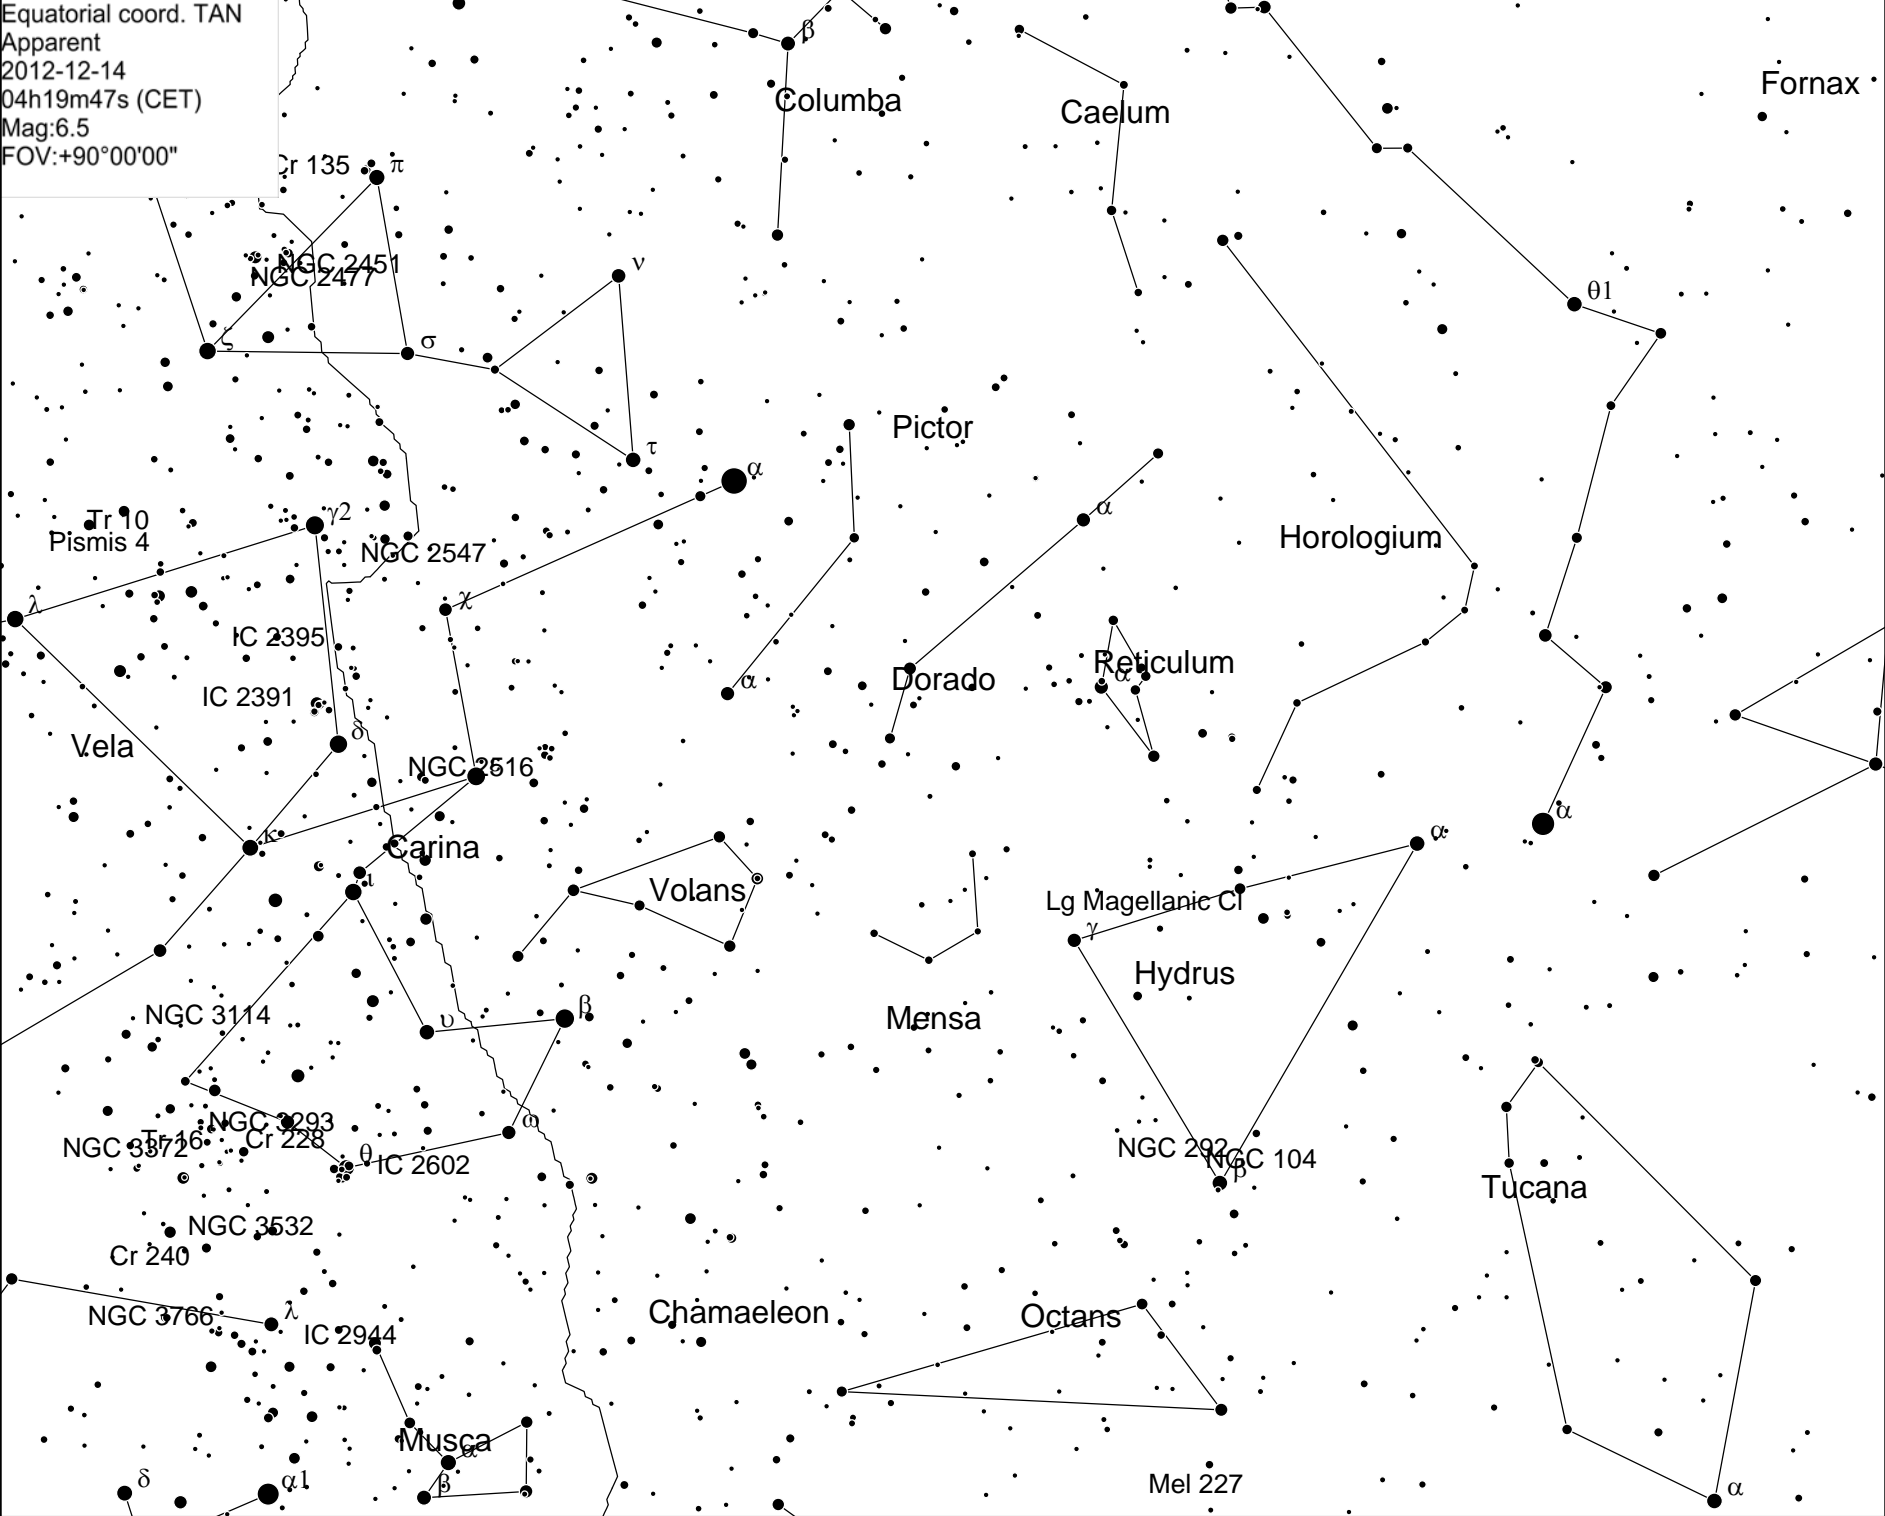 Equatorial coord. TAN
Apparent
2012-12-14
04h19m47s (CET)
Mag:6.5
FOV:+90°00'00"
β
Columba
Caelum
Fornax
Cr 135
π
NGC 2451
NGC 2477
ν
θ1
ζ
σ
Pictor
τ
α
α
Tr 10
γ2
Pismis 4
NGC 2547
Horologium
λ
χ
IC 2395
Reticulum
α
Dorado
α
IC 2391
δ
Vela
NGC 2516
α
κ
Carina
α
ι
Volans
Lg Magellanic Cl
γ
Hydrus
NGC 3114
υ
β
Mensa
NGC 3293
ω
Tr 16
Cr 228
NGC 3372
θ
IC 2602
NGC 292
NGC 104
β
Tucana
NGC 3532
Cr 240
λ
NGC 3766
IC 2944
Chamaeleon
Octans
Musca
α
δ
α1
β
Mel 227
α